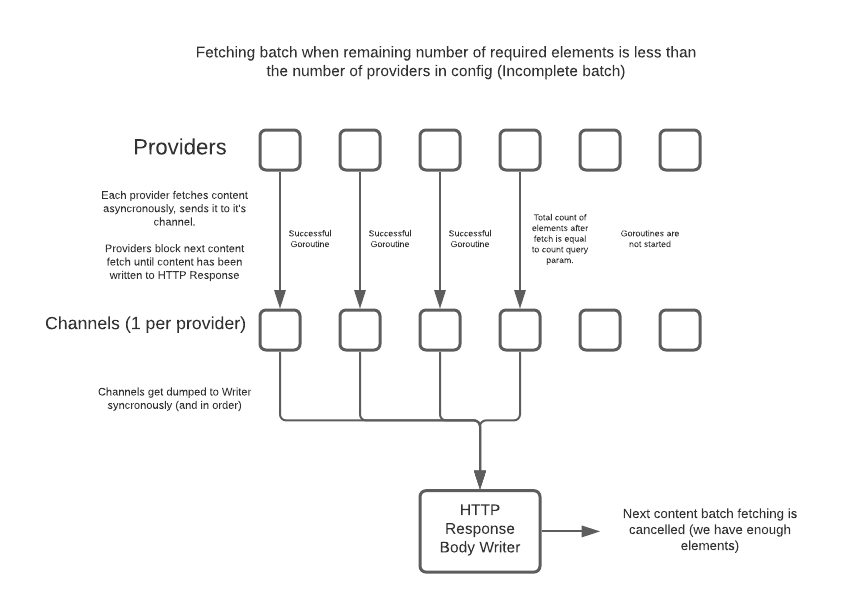 Fetching batch when remaining number of required elements is less than
the number of providers in config (Incomplete batch)
Providers
Each provider fetches content
asyncronously, sends it to it's
channel.
Providers block next content
fetch until content has been
written to HTTP Response
Successful
Goroutine
Successful
Goroutine
Successful
Goroutine
Total count of
elements after
fetch is equal
to count query
param.
Goroutines are
not started
Channels (1 per provider)
Channels get dumped to Writer
syncronously (and in order)
HTTP
Response
Body Writer
Next content batch fetching is
cancelled (we have enough
elements)